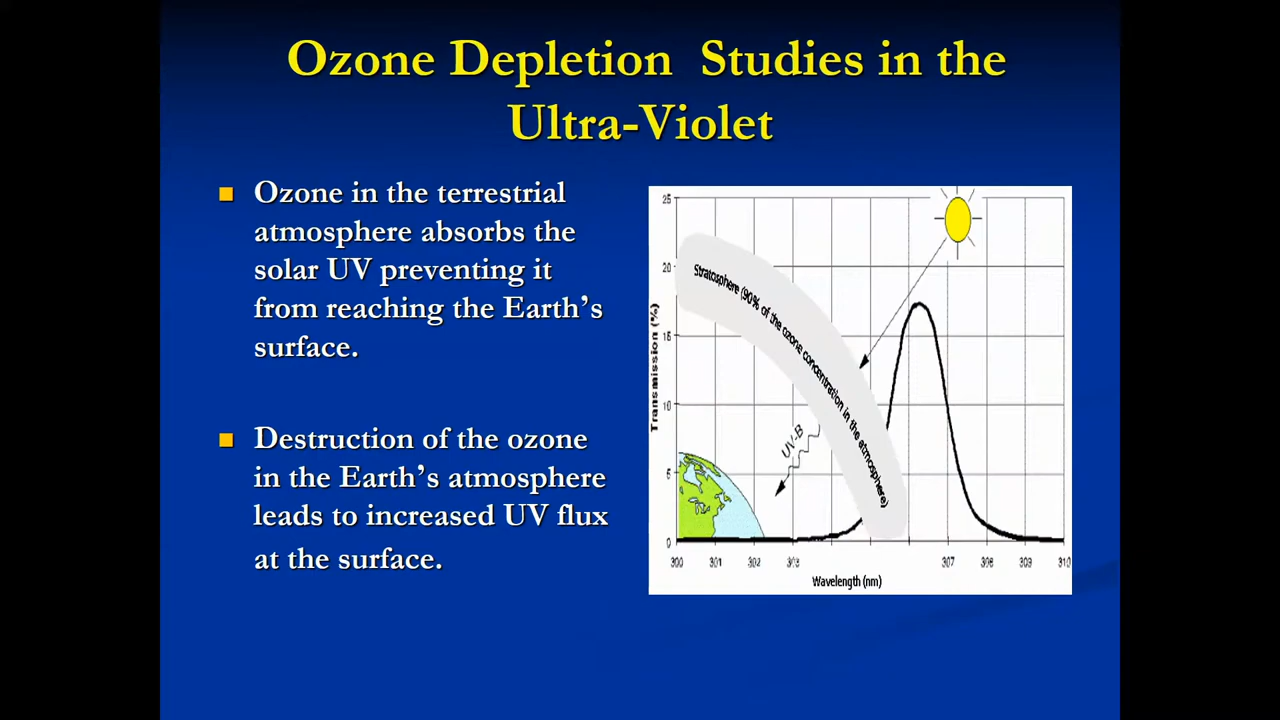 Ozone Depletion  Studies in the
Ultra-Violet
Ozone in the terrestrial
atmosphere absorbs the
solar UV preventing it
from reaching the Earth’s
surface.
Destruction of the ozone
in the Earth’s atmosphere
leads to increased UV flux
at the surface.
25
20
15
10
5
0
Transmission (%)
Stratosphere (90% of the ozone concentration in the atmosphere)
UV-B
300 301 302 303 307 308 309 310
Wavelength (nm)